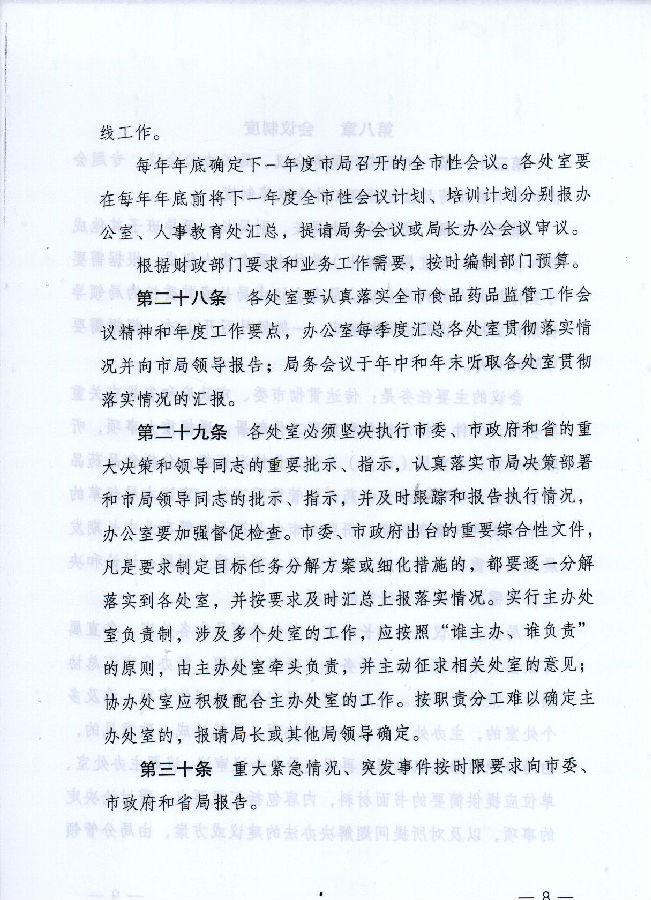 线工作。
每年年底确定下一年度市局召开的全市性会议。各处室要
在每年年底前将下一年度全市性会议计划、培训计划分别报办
公室、人事教育处汇总，提请局务会议或局长办公会议审议。
根据财政部门要求和业务工作需要，按时编制部门预算。
第二十八条 各处室要认真落实全市食品药品监管工作会
议精神和年度工作要点，办公室每季度汇总各处室贯彻落实情
况并向市局领导报告；局务会议于年中和年末听取各处室贯彻
落实情况的汇报。
第二十九条 各处室必须坚决执行市委、市政府和省的重
大决策和领导同志的重要批示、指示，认真落实市局决策部署
和市局领导同志的批示、指示，并及时跟踪和报告执行情况，
办公室要加强督促检查。市委、市政府出台的重要综合性文件，
凡是要求制定目标任务分解方案或细化措施的，都要逐一分解
落实到各处室，并按要求及时汇总上报落实情况。实行主办处
室负责制，涉及多个处室的工作，应按照“谁主办、谁负责”
的原则，由主办处室牵头负责，并主动征求相关处室的意见；
协办处室应积极配合主办处室的工作。按职责分工难以确定主
办处室的，报请局长或其他局领导确定。
第三十条 重大紧急情况、突发事件按时限要求向市委、
市政府和省局报告。
— 8 —